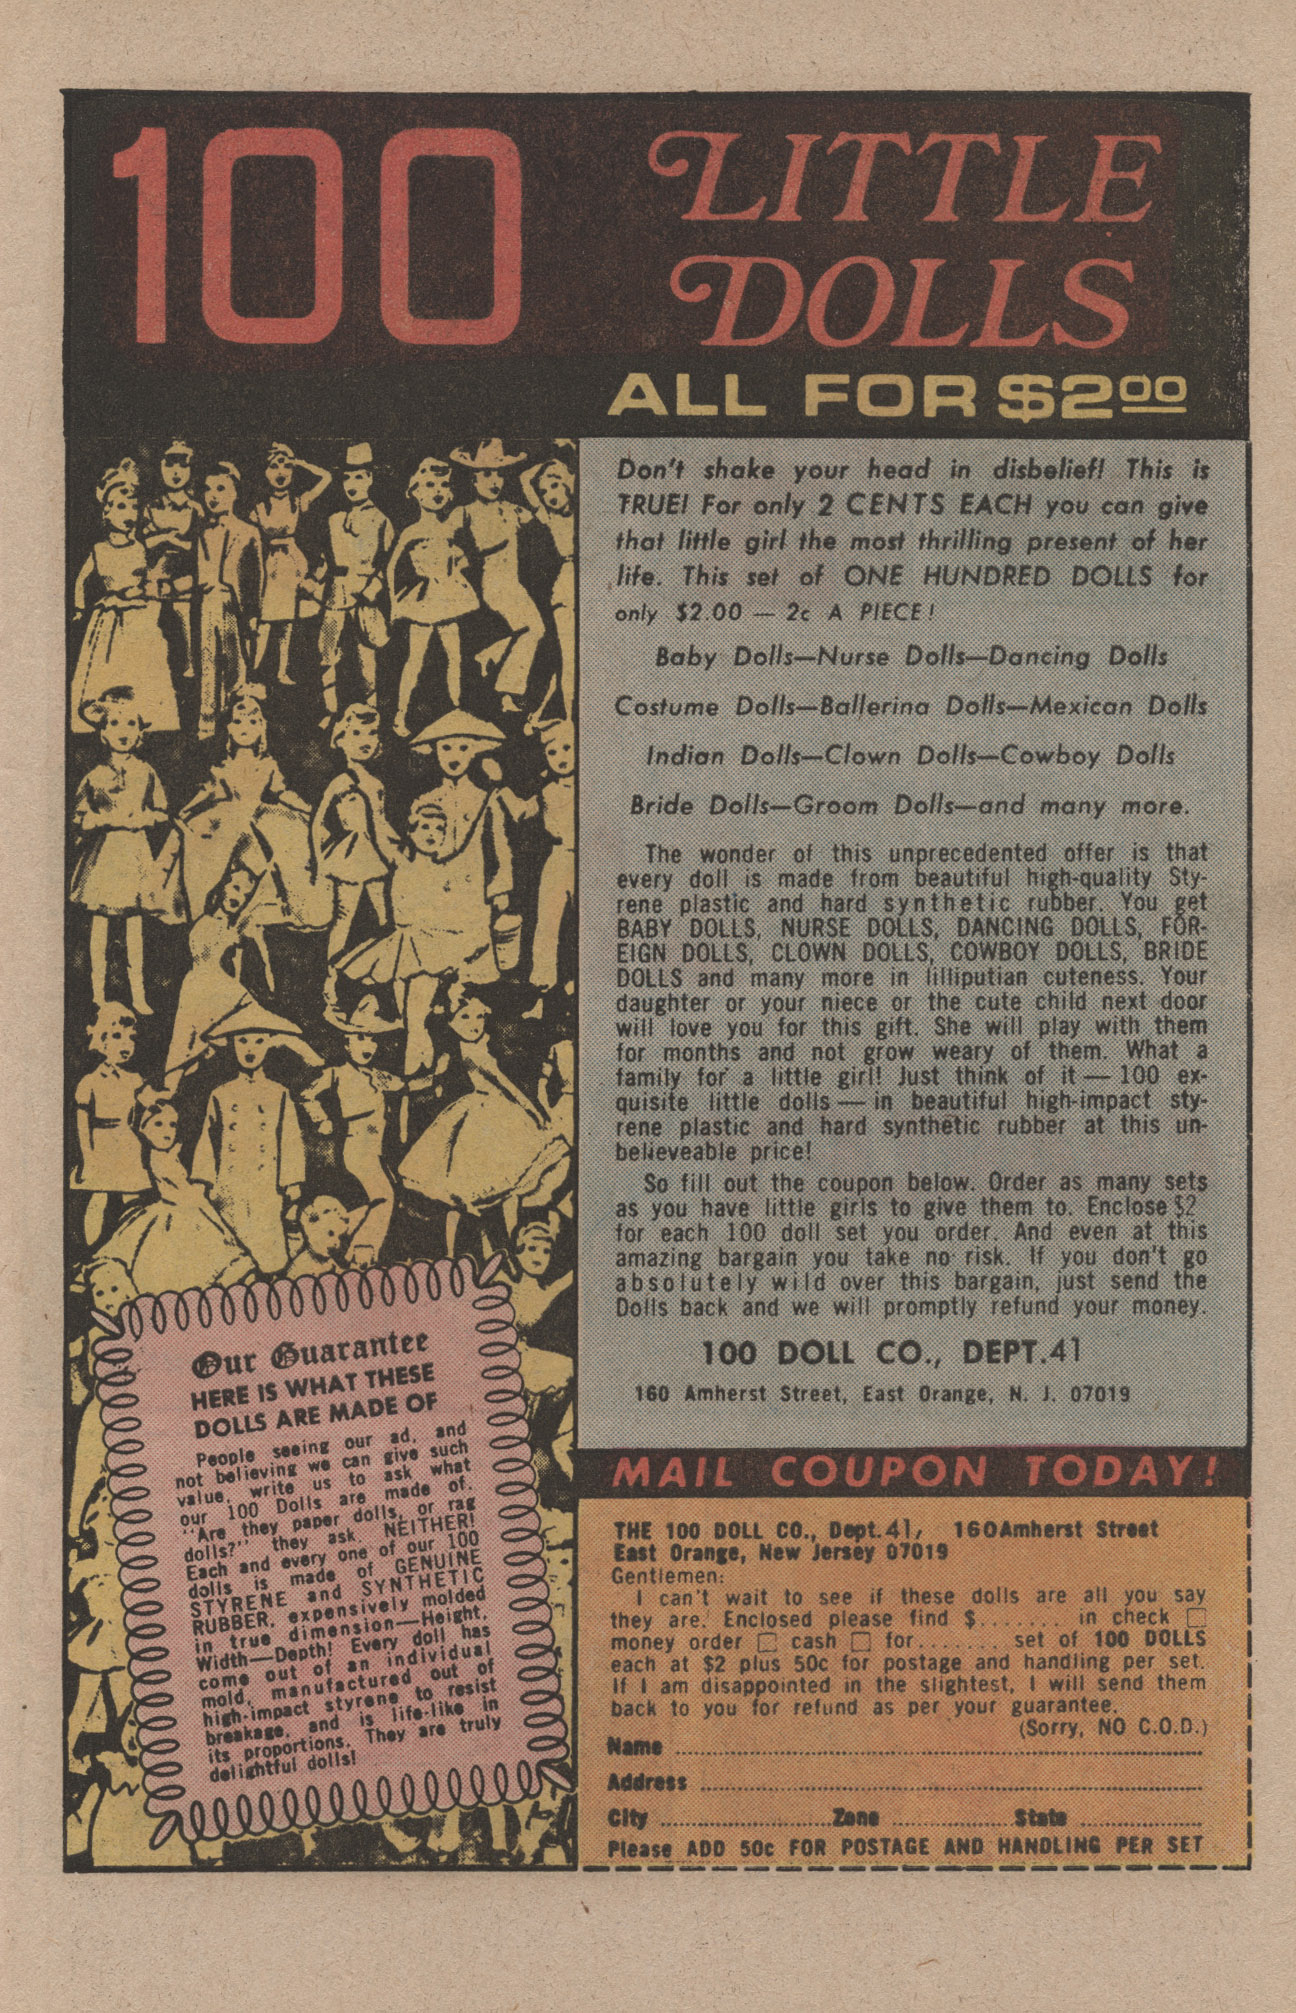 100
LITTLE
DOLLS
ALL FOR $2.00
Don't shake your head in disbelief! This is
TRUE! For only 2 CENTS EACH you can give
that little girl the most thrilling present of her
life. This set of ONE HUNDRED DOLLS for
only $2.00 — 2c A PIECE!
Baby Dolls—Nurse Dolls—Dancing Dolls
Costume Dolls—Ballerina Dolls—Mexican Dolls
Indian Dolls—Clown Dolls—Cowboy Dolls
Bride Dolls—Groom Dolls—and many more.
The wonder of this unprecedented offer is that
every doll is made from beautiful high-quality Sty-
rene plastic and hard synthetic rubber. You get
BABY DOLLS, NURSE DOLLS, DANCING DOLLS, FOR-
EIGN DOLLS, CLOWN DOLLS, COWBOY DOLLS, BRIDE
DOLLS and many more in lilliputian cuteness. Your
daughter or your niece or the cute child next door
will love you for this gift. She will play with them
for months and not grow weary of them. What a
family for a little girl! Just think of it — 100 ex-
quisite little dolls — in beautiful high-impact sty-
rene plastic and hard synthetic rubber at this un-
believeable price!
So fill out the coupon below. Order as many sets
as you have little girls to give them to. Enclose $2
for each 100 doll set you order. And even at this
amazing bargain you take no risk. If you don't go
absolutely wild over this bargain, just send the
Dolls back and we will promptly refund your money.
100 DOLL CO., DEPT.41
160 Amherst Street, East Orange, N. J. 07019
Our Guarantee
HERE IS WHAT THESE
DOLLS ARE MADE OF
People seeing our ad, and
not believing we can give such
value, write us to ask what
our 100 Dolls are made of.
"Are they paper dolls, or rag
dolls?" they ask. NEITHER!
Each and every one of our 100
dolls is made of GENUINE
STYRENE and SYNTHETIC
RUBBER, expensively molded
in true dimension—Height,
Width—Depth! Every doll has
come out of an individual
mold, manufactured out of
high-impact styrene to resist
breakage, and is life-like in
its proportions. They are truly
delightful dolls!
MAIL COUPON TODAY!
THE 100 DOLL CO., Dept.41, 160Amherst Street
East Orange, New Jersey 07019
Gentlemen:
I can't wait to see if these dolls are all you say
they are. Enclosed please find $........ in check □
money order □ cash □ for........ set of 100 DOLLS
each at $2 plus 50c for postage and handling per set.
If I am disappointed in the slightest, I will send them
back to you for refund as per your guarantee.
(Sorry, NO C.O.D.)
Name ........................................
Address ........................................
City .................... Zone .............. State ..............
Please ADD 50c FOR POSTAGE AND HANDLING PER SET